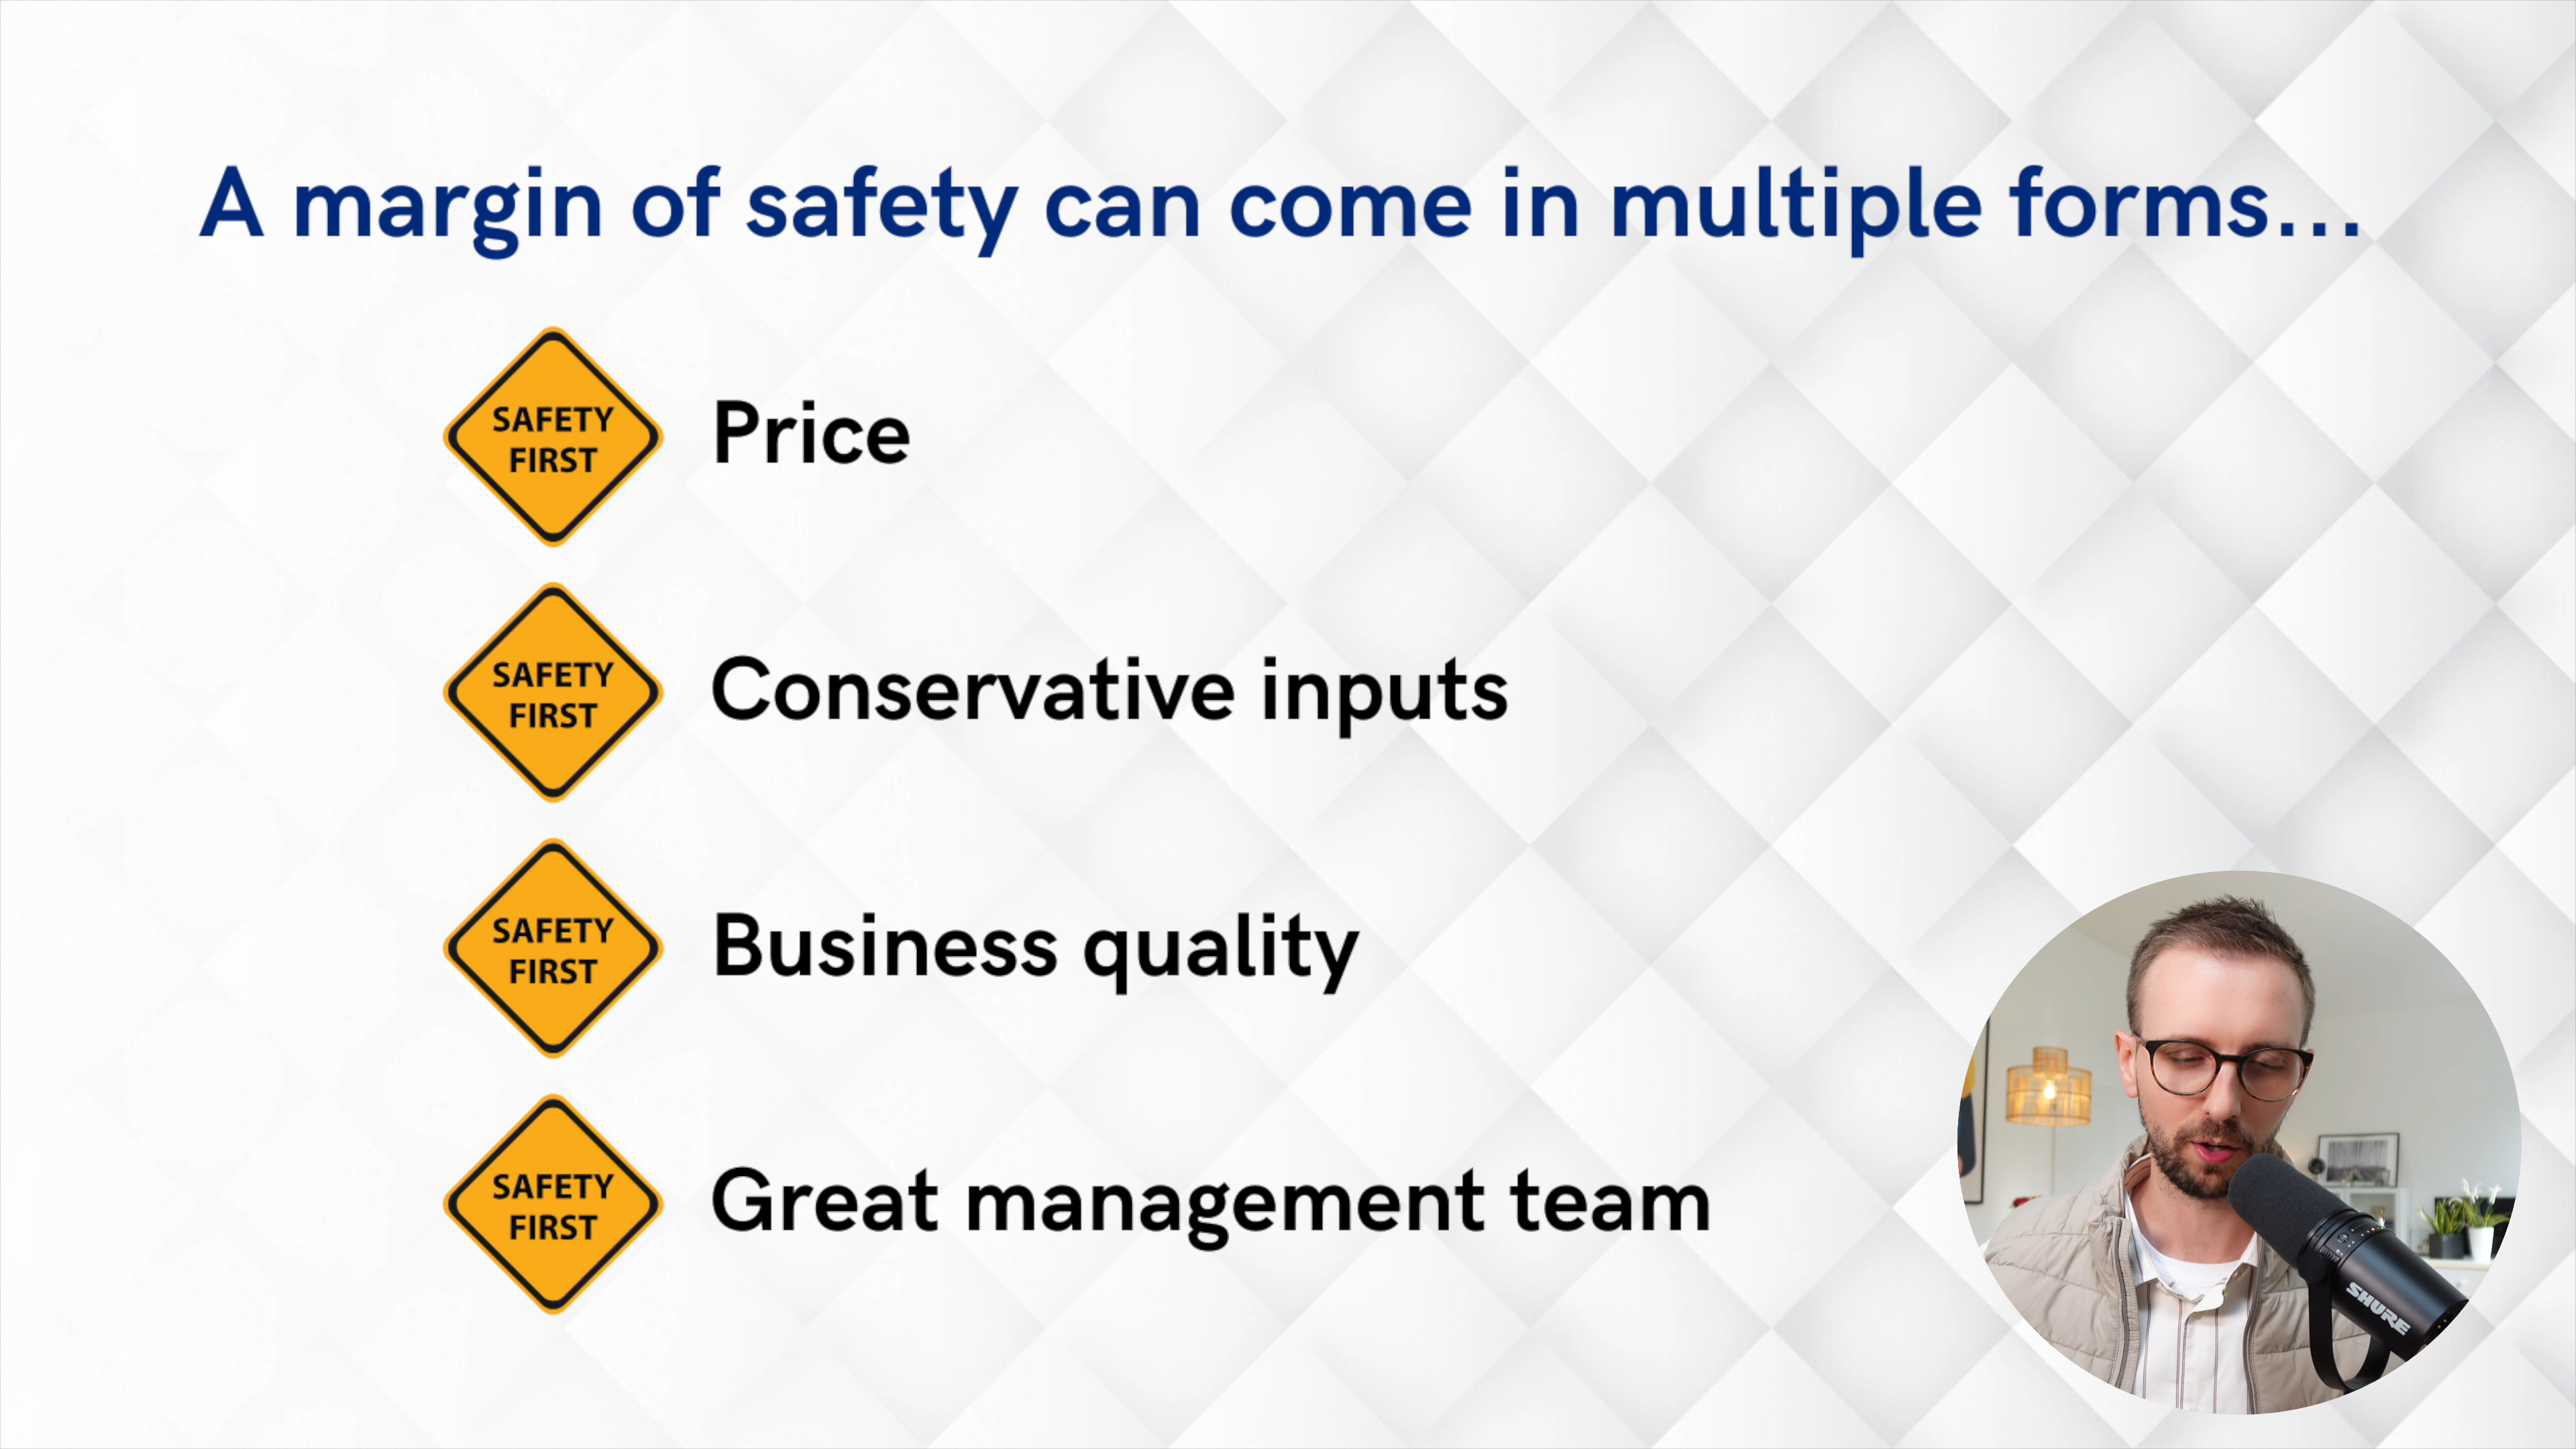 A margin of safety can come in multiple forms...
SAFETY
FIRST
Price
SAFETY
FIRST
Conservative inputs
SAFETY
FIRST
Business quality
SAFETY
FIRST
Great management team
SHURE